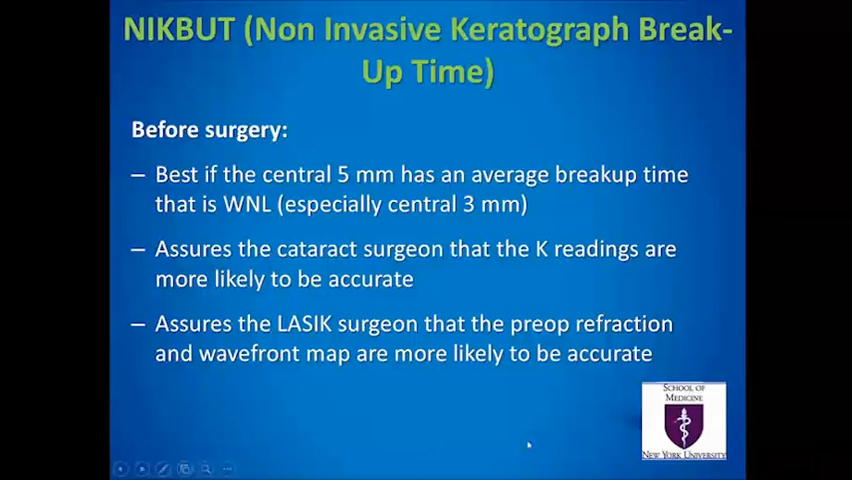 NIKBUT (Non Invasive Keratograph Break-
Up Time)
Before surgery:
– Best if the central 5 mm has an average breakup time
that is WNL (especially central 3 mm)
– Assures the cataract surgeon that the K readings are
more likely to be accurate
– Assures the LASIK surgeon that the preop refraction
and wavefront map are more likely to be accurate
SCHOOL OF
MEDICINE
NEW YORK UNIVERSITY